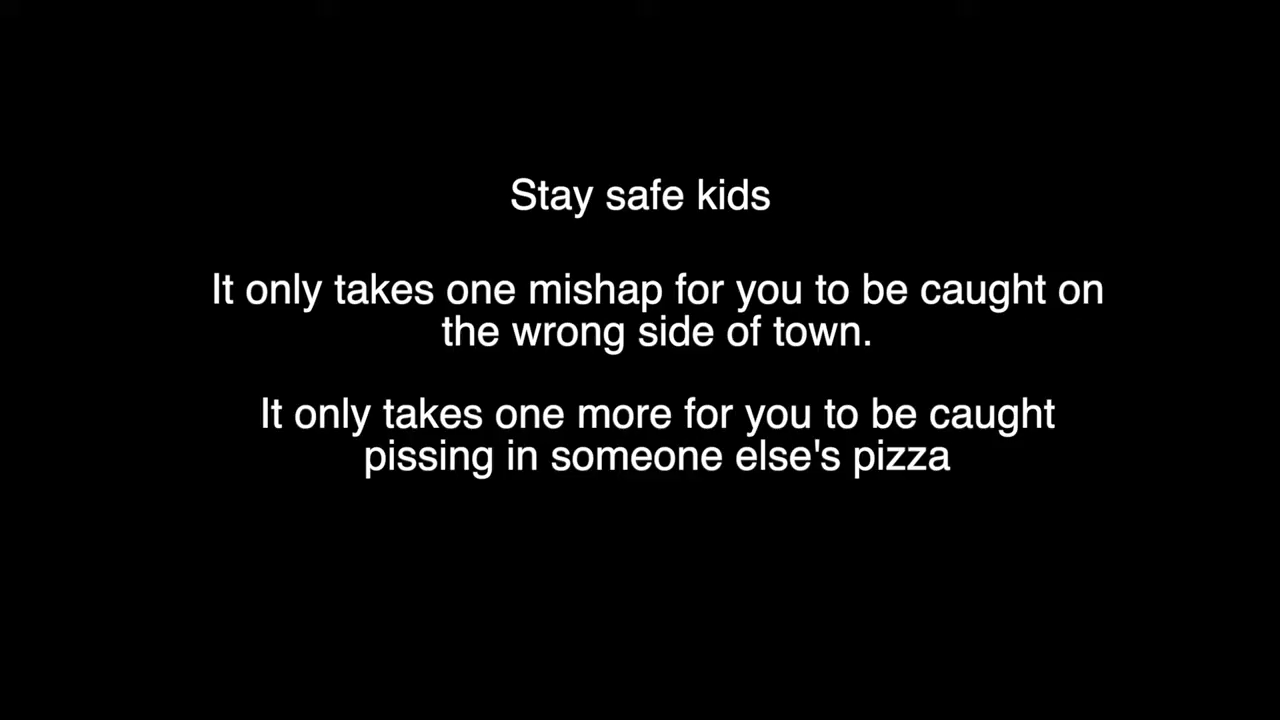 Stay safe kids
It only takes one mishap for you to be caught on
the wrong side of town.
It only takes one more for you to be caught
pissing in someone else's pizza